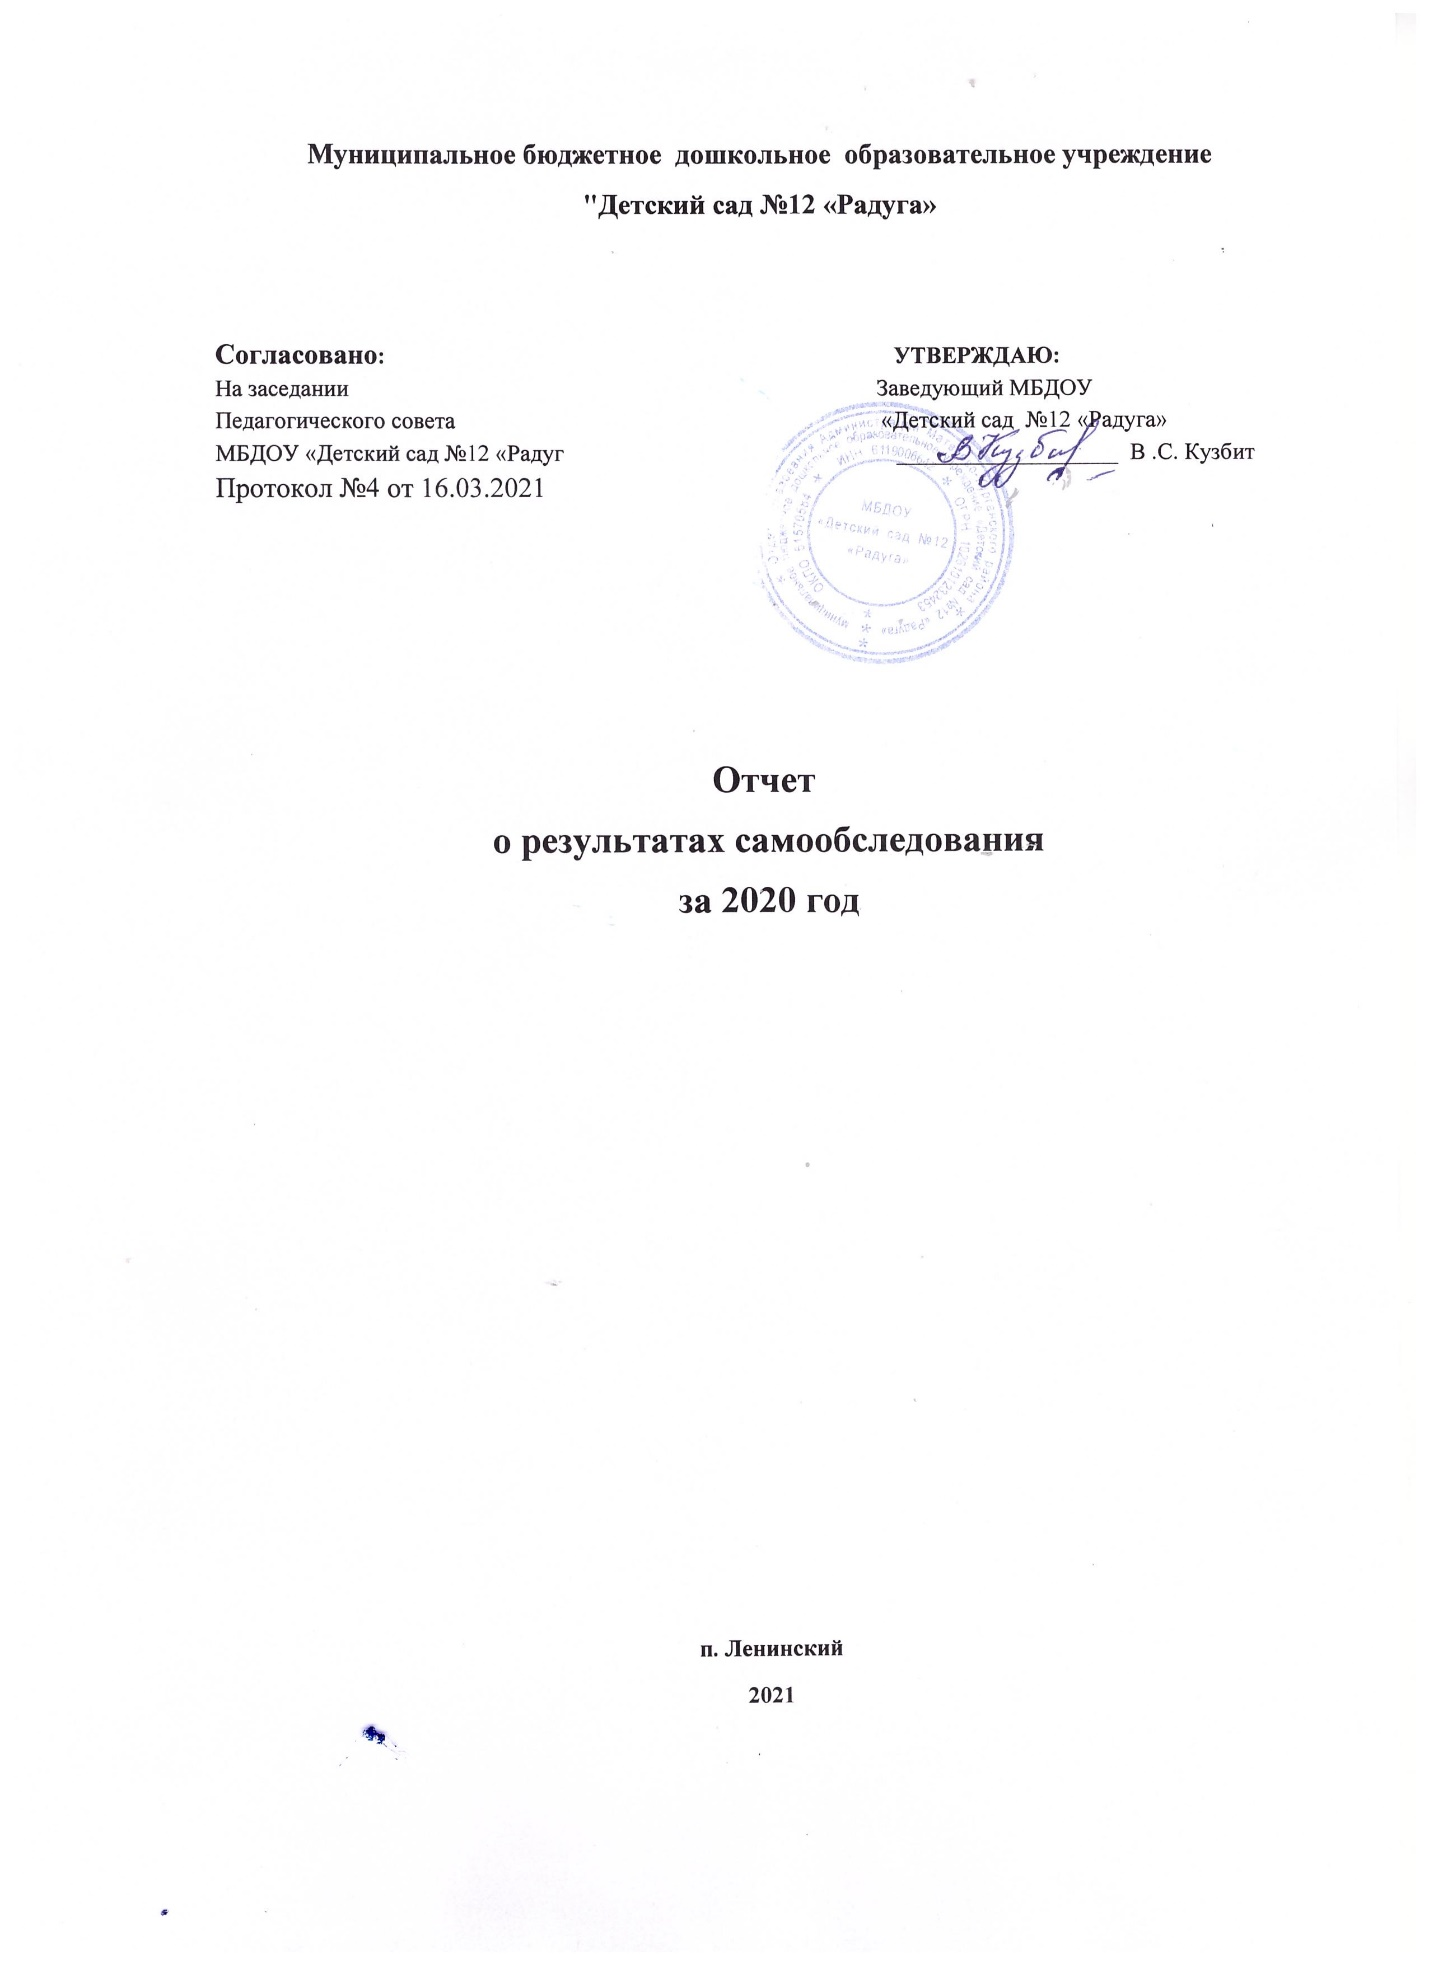 Муниципальное бюджетное дошкольное образовательное учреждение
"Детский сад №12 «Радуга»
Согласовано:
На заседании
Педагогического совета
МБДОУ «Детский сад №12 «Радуг
Протокол №4 от 16.03.2021
УТВЕРЖДАЮ:
Заведующий МБДОУ
«Детский сад №12 «Радуга»
В .С. Кузбит
МБДОУ
«Детский сад №12
«Радуга»
Отчет
о результатах самообследования
за 2020 год
п. Ленинский
2021